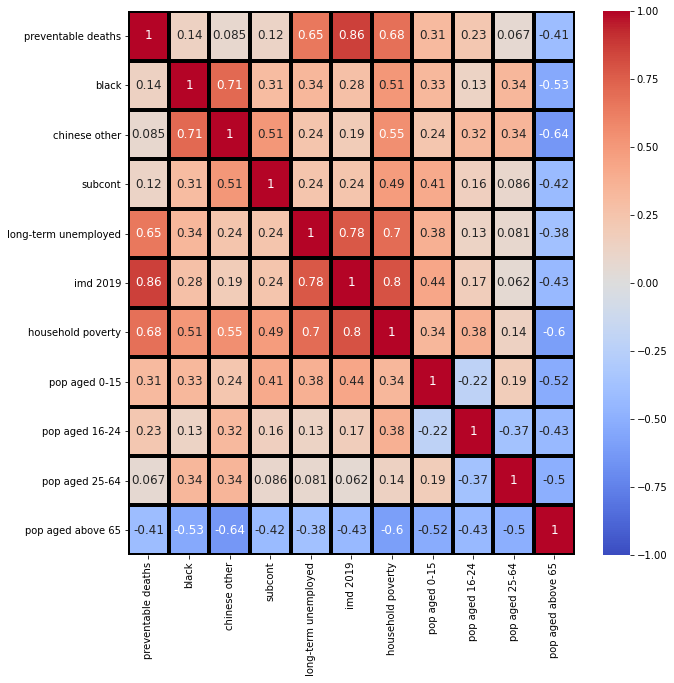 preventable deaths 1 0.14 0.085 0.12 0.65 0.86 0.68 0.31 0.23 0.067 -0.41
black 0.14 1 0.71 0.31 0.34 0.28 0.51 0.33 0.13 0.34 -0.53
chinese other 0.085 0.71 1 0.51 0.24 0.19 0.55 0.24 0.32 0.34 -0.64
subcont 0.12 0.31 0.51 1 0.24 0.24 0.49 0.41 0.16 0.086 -0.42
long-term unemployed 0.65 0.34 0.24 0.24 1 0.78 0.7 0.38 0.13 0.081 -0.38
imd 2019 0.86 0.28 0.19 0.24 0.78 1 0.8 0.44 0.17 0.062 -0.43
household poverty 0.68 0.51 0.55 0.49 0.7 0.8 1 0.34 0.38 0.14 -0.6
pop aged 0-15 0.31 0.33 0.24 0.41 0.38 0.44 0.34 1 -0.22 0.19 -0.52
pop aged 16-24 0.23 0.13 0.32 0.16 0.13 0.17 0.38 -0.22 1 -0.37 -0.43
pop aged 25-64 0.067 0.34 0.34 0.086 0.081 0.062 0.14 0.19 -0.37 1 -0.5
pop aged above 65 -0.41 -0.53 -0.64 -0.42 -0.38 -0.43 -0.6 -0.52 -0.43 -0.5 1
preventable deaths
black
chinese other
subcont
long-term unemployed
imd 2019
household poverty
pop aged 0-15
pop aged 16-24
pop aged 25-64
pop aged above 65
1.00
0.75
0.50
0.25
0.00
−0.25
−0.50
−0.75
−1.00